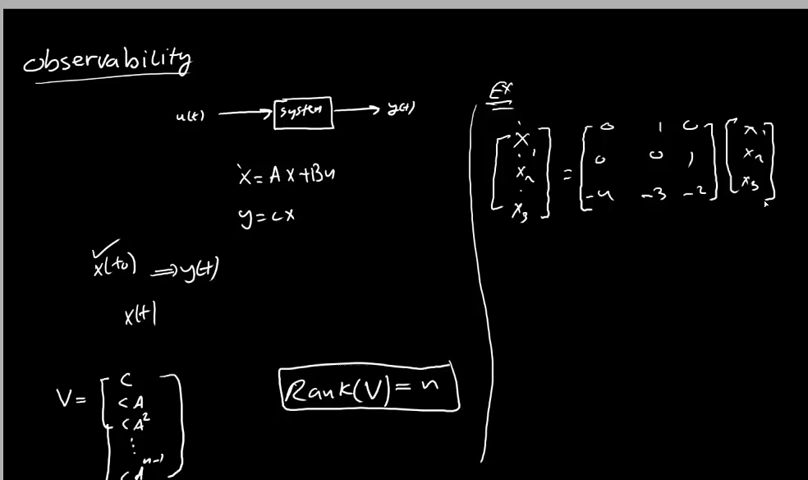 observability
u(t) → system → y(t)
ẋ = Ax + Bu
y = cx
x(t0) ⟹ y(t)
x(t)
V = [ C
CA
CA²
⋮
CA^{n-1} ]
Rank(V) = n
Ex
[ẋ1 ẋ2 ẋ3] = [0 1 0
0 0 1
-4 -3 -2] [x1 x2 x3]